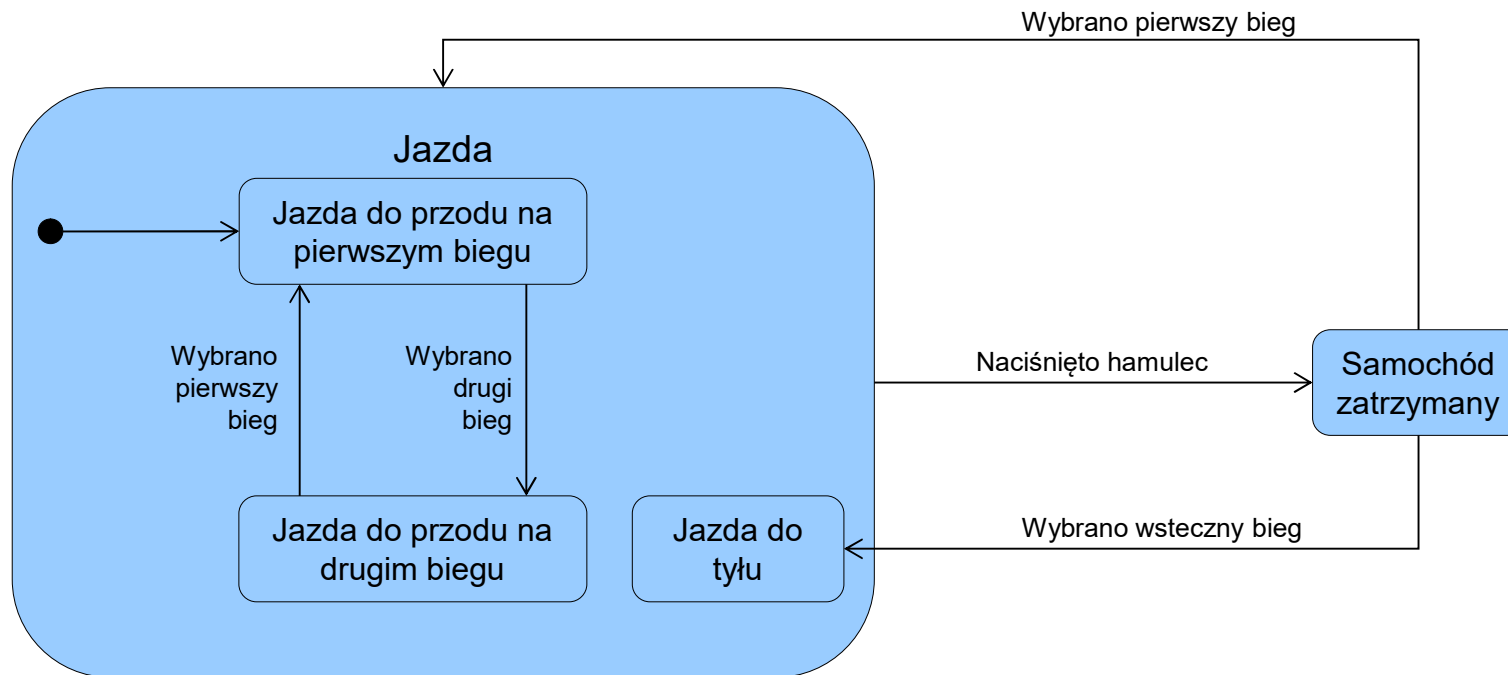 Wybrano pierwszy bieg
Jazda
Jazda do przodu na
pierwszym biegu
Wybrano
pierwszy
bieg
Wybrano
drugi
bieg
Naciśnięto hamulec
Samochód
zatrzymany
Jazda do przodu na
drugim biegu
Jazda do
tyłu
Wybrano wsteczny bieg